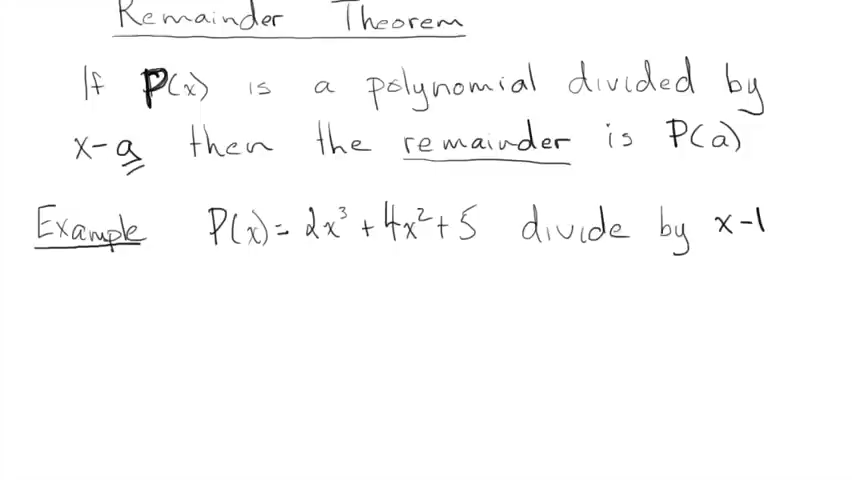 Remainder Theorem
If P(x) is a polynomial divided by
x-a then the remainder is P(a)
Example P(x)= 2x³ + 4x² + 5 divide by x-1